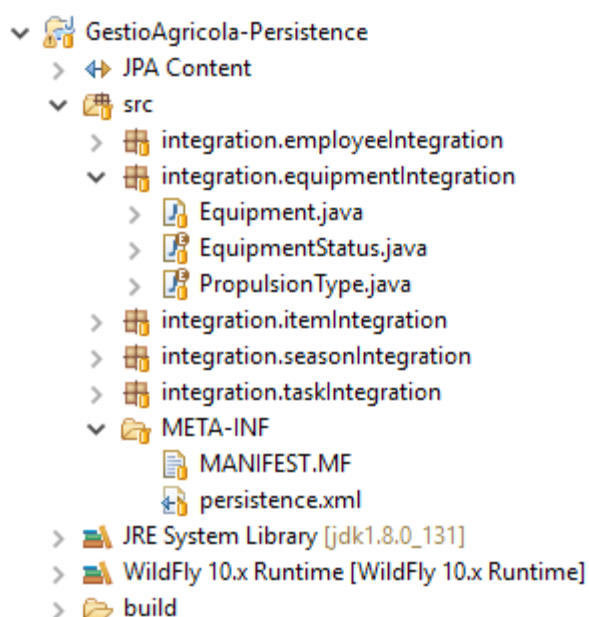 GestioAgricola-Persistence
JPA Content
src
integration.employeeIntegration
integration.equipmentIntegration
Equipment.java
EquipmentStatus.java
PropulsionType.java
integration.itemIntegration
integration.seasonIntegration
integration.taskIntegration
META-INF
MANIFEST.MF
persistence.xml
JRE System Library [jdk1.8.0_131]
WildFly 10.x Runtime [WildFly 10.x Runtime]
build